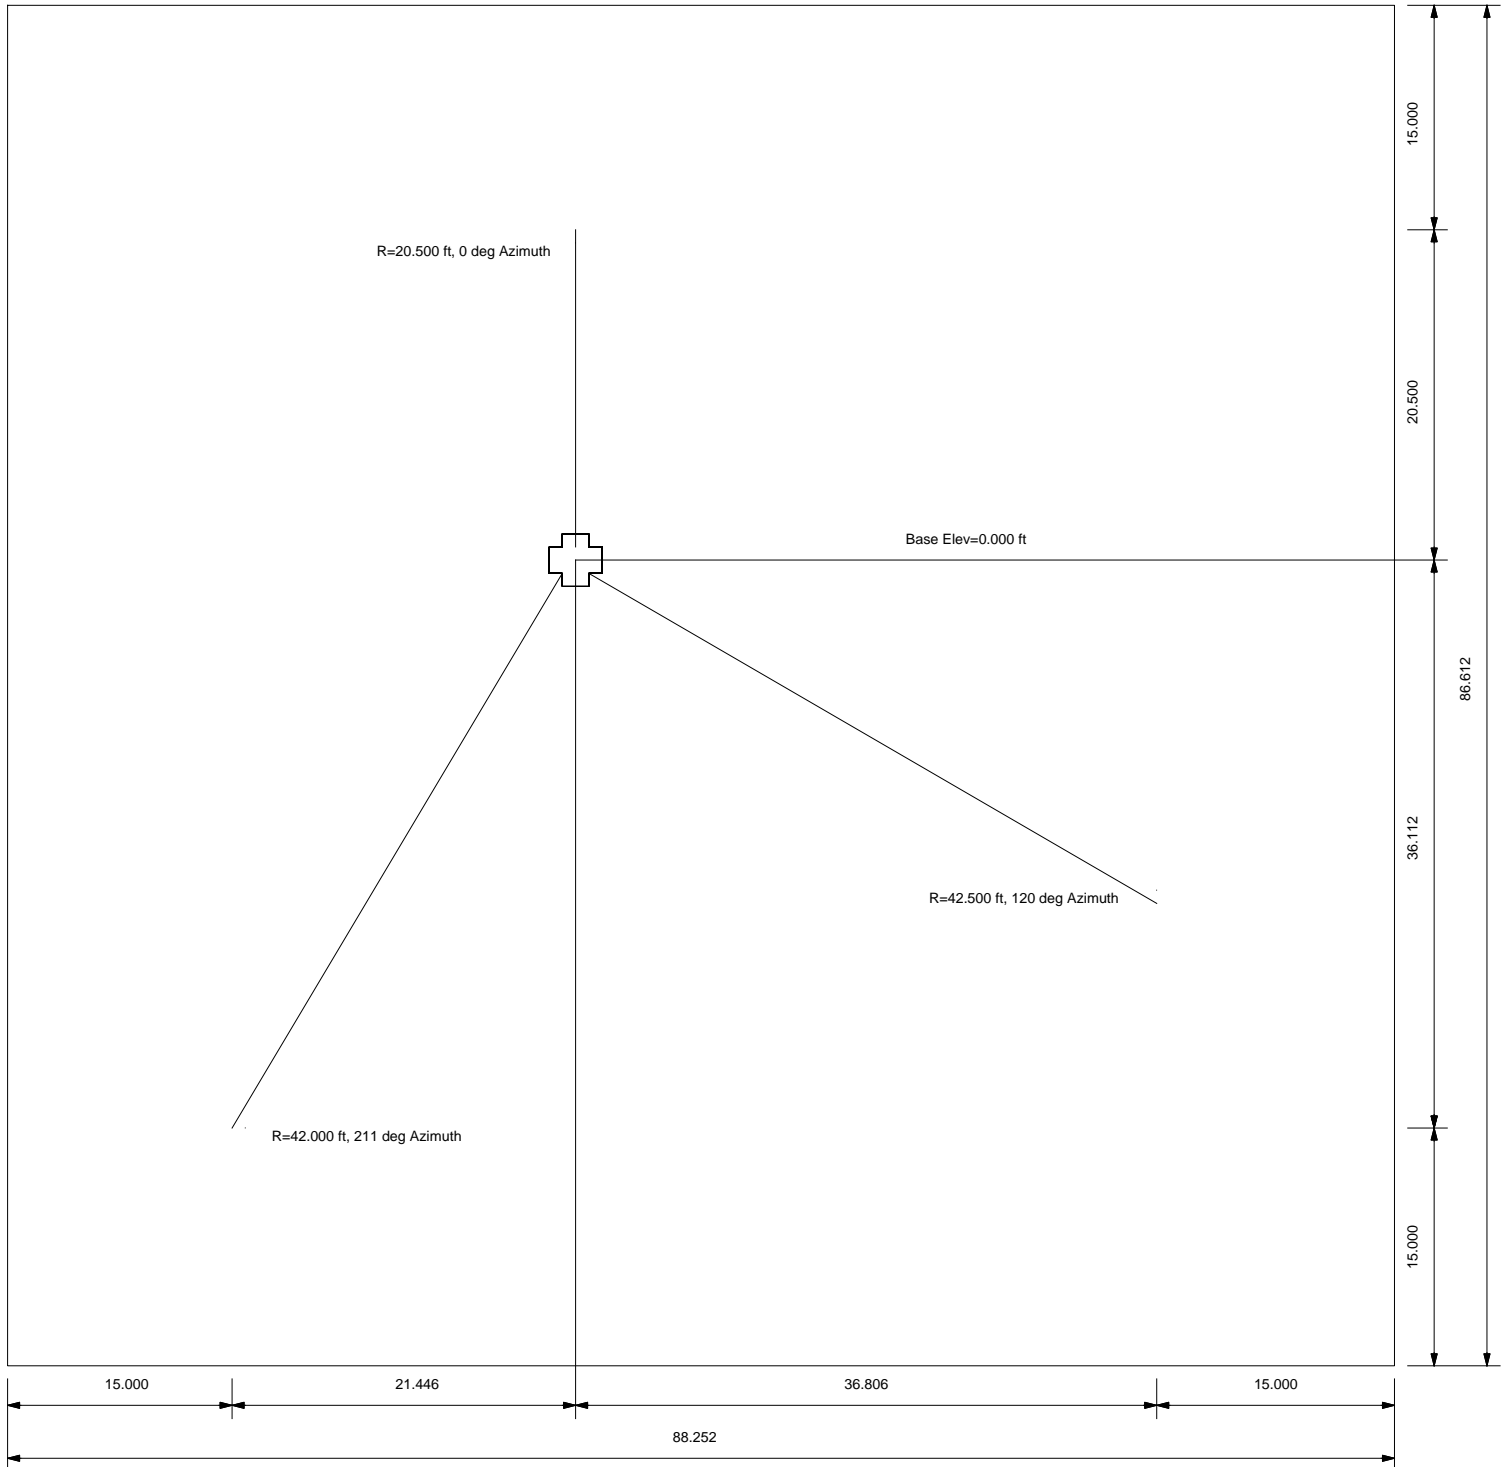 15.000
R=20.500 ft, 0 deg Azimuth
20.500
Base Elev=0.000 ft
86.612
36.112
R=42.500 ft, 120 deg Azimuth
R=42.000 ft, 211 deg Azimuth
15.000
15.000
21.446
36.806
15.000
88.252